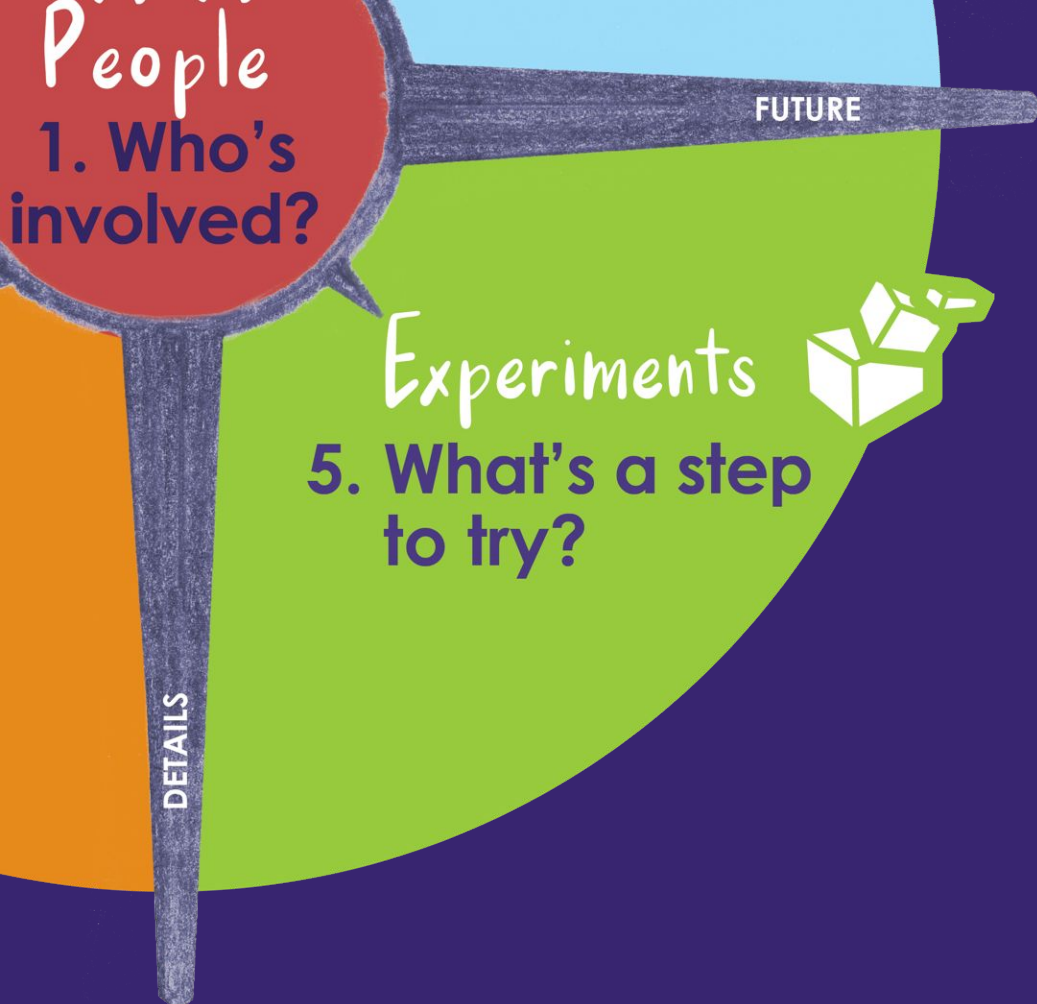 People
1. Who's
involved?
FUTURE
Experiments
5. What's a step
to try?
DETAILS